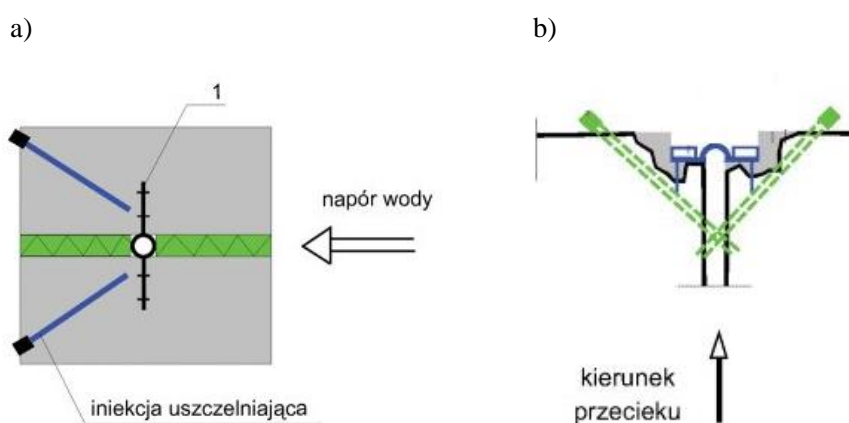 a)
b)
1
napór wody
iniekcja uszczelniająca
kierunek
przecieku